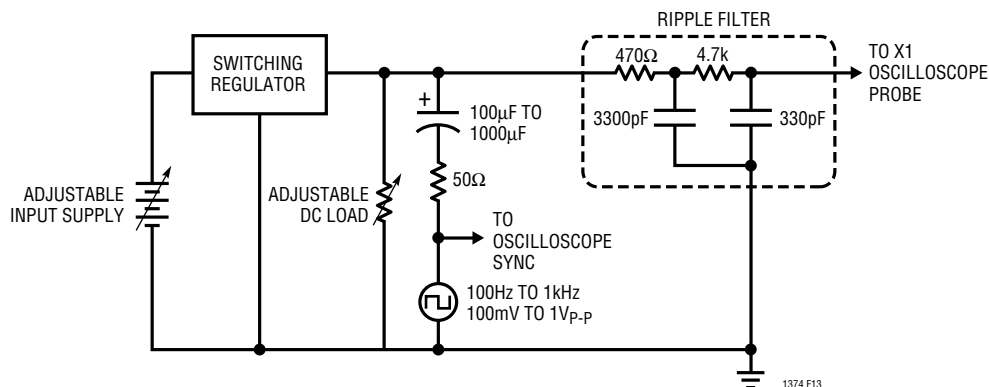 RIPPLE FILTER
SWITCHING
REGULATOR
470Ω
4.7k
TO X1
OSCILLOSCOPE
PROBE
+
100µF TO
1000µF
3300pF
330pF
ADJUSTABLE
INPUT SUPPLY
ADJUSTABLE
DC LOAD
50Ω
TO
OSCILLOSCOPE
SYNC
100Hz TO 1kHz
100mV TO 1VP-P
1374 F13